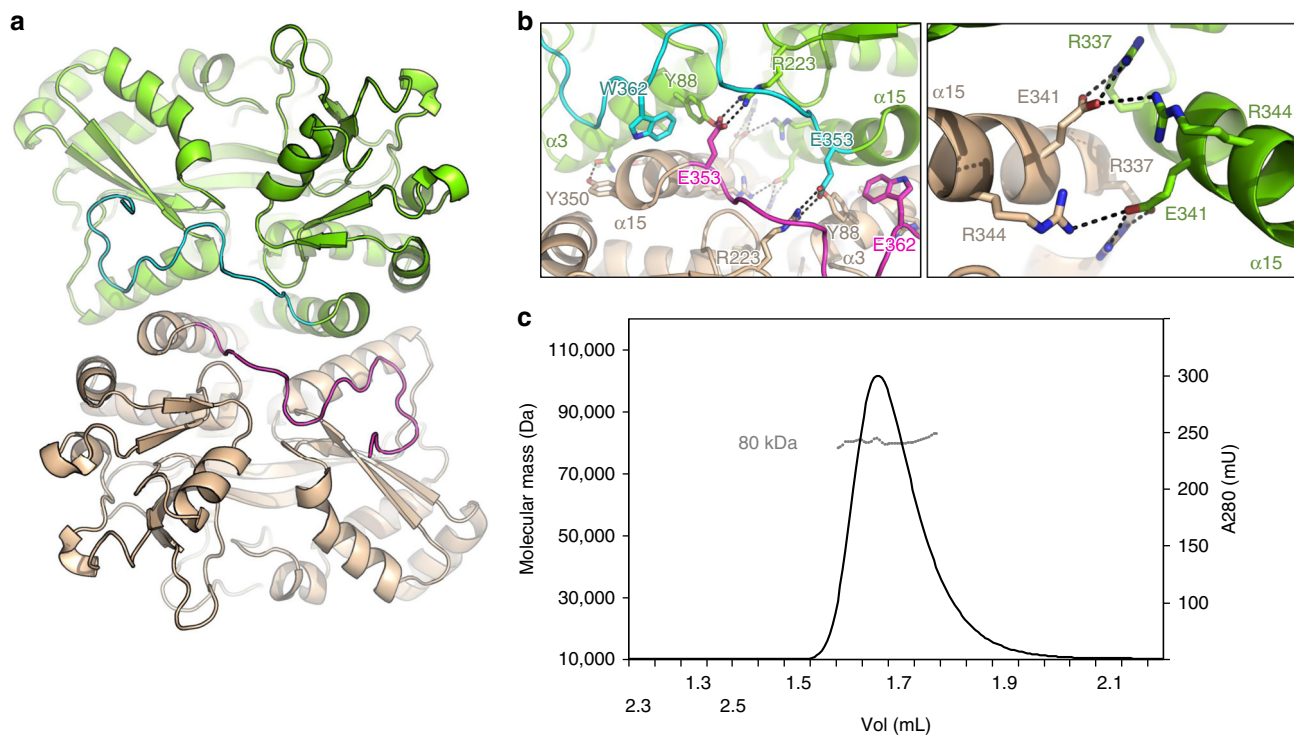 a
b
R337
R223
Y88
W362
α15
E341
R344
α15
E353
α3
R337
E353
Y350
α15
E341
Y88
R344
R223
α3
E362
α15
c
110,000
300
90,000
250
80 kDa
70,000
200
50,000
150
30,000
100
10,000
Molecular mass (Da)
A280 (mU)
1.3 1.5 1.7 1.9 2.1
2.3 2.5
Vol (mL)